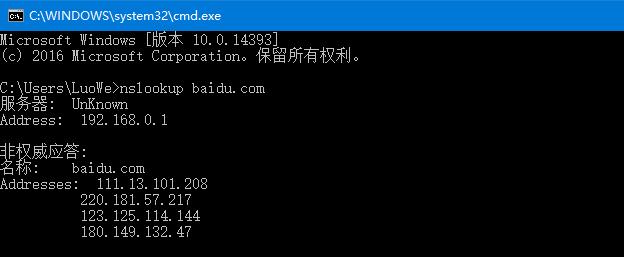 C:\WINDOWS\system32\cmd.exe
Microsoft Windows [版本 10.0.14393]
(c) 2016 Microsoft Corporation。保留所有权利。
C:\Users\LuoWe>nslookup baidu.com
服务器:  UnKnown
Address:  192.168.0.1
非权威应答:
名称:    baidu.com
Addresses:  111.13.101.208
220.181.57.217
123.125.114.144
180.149.132.47